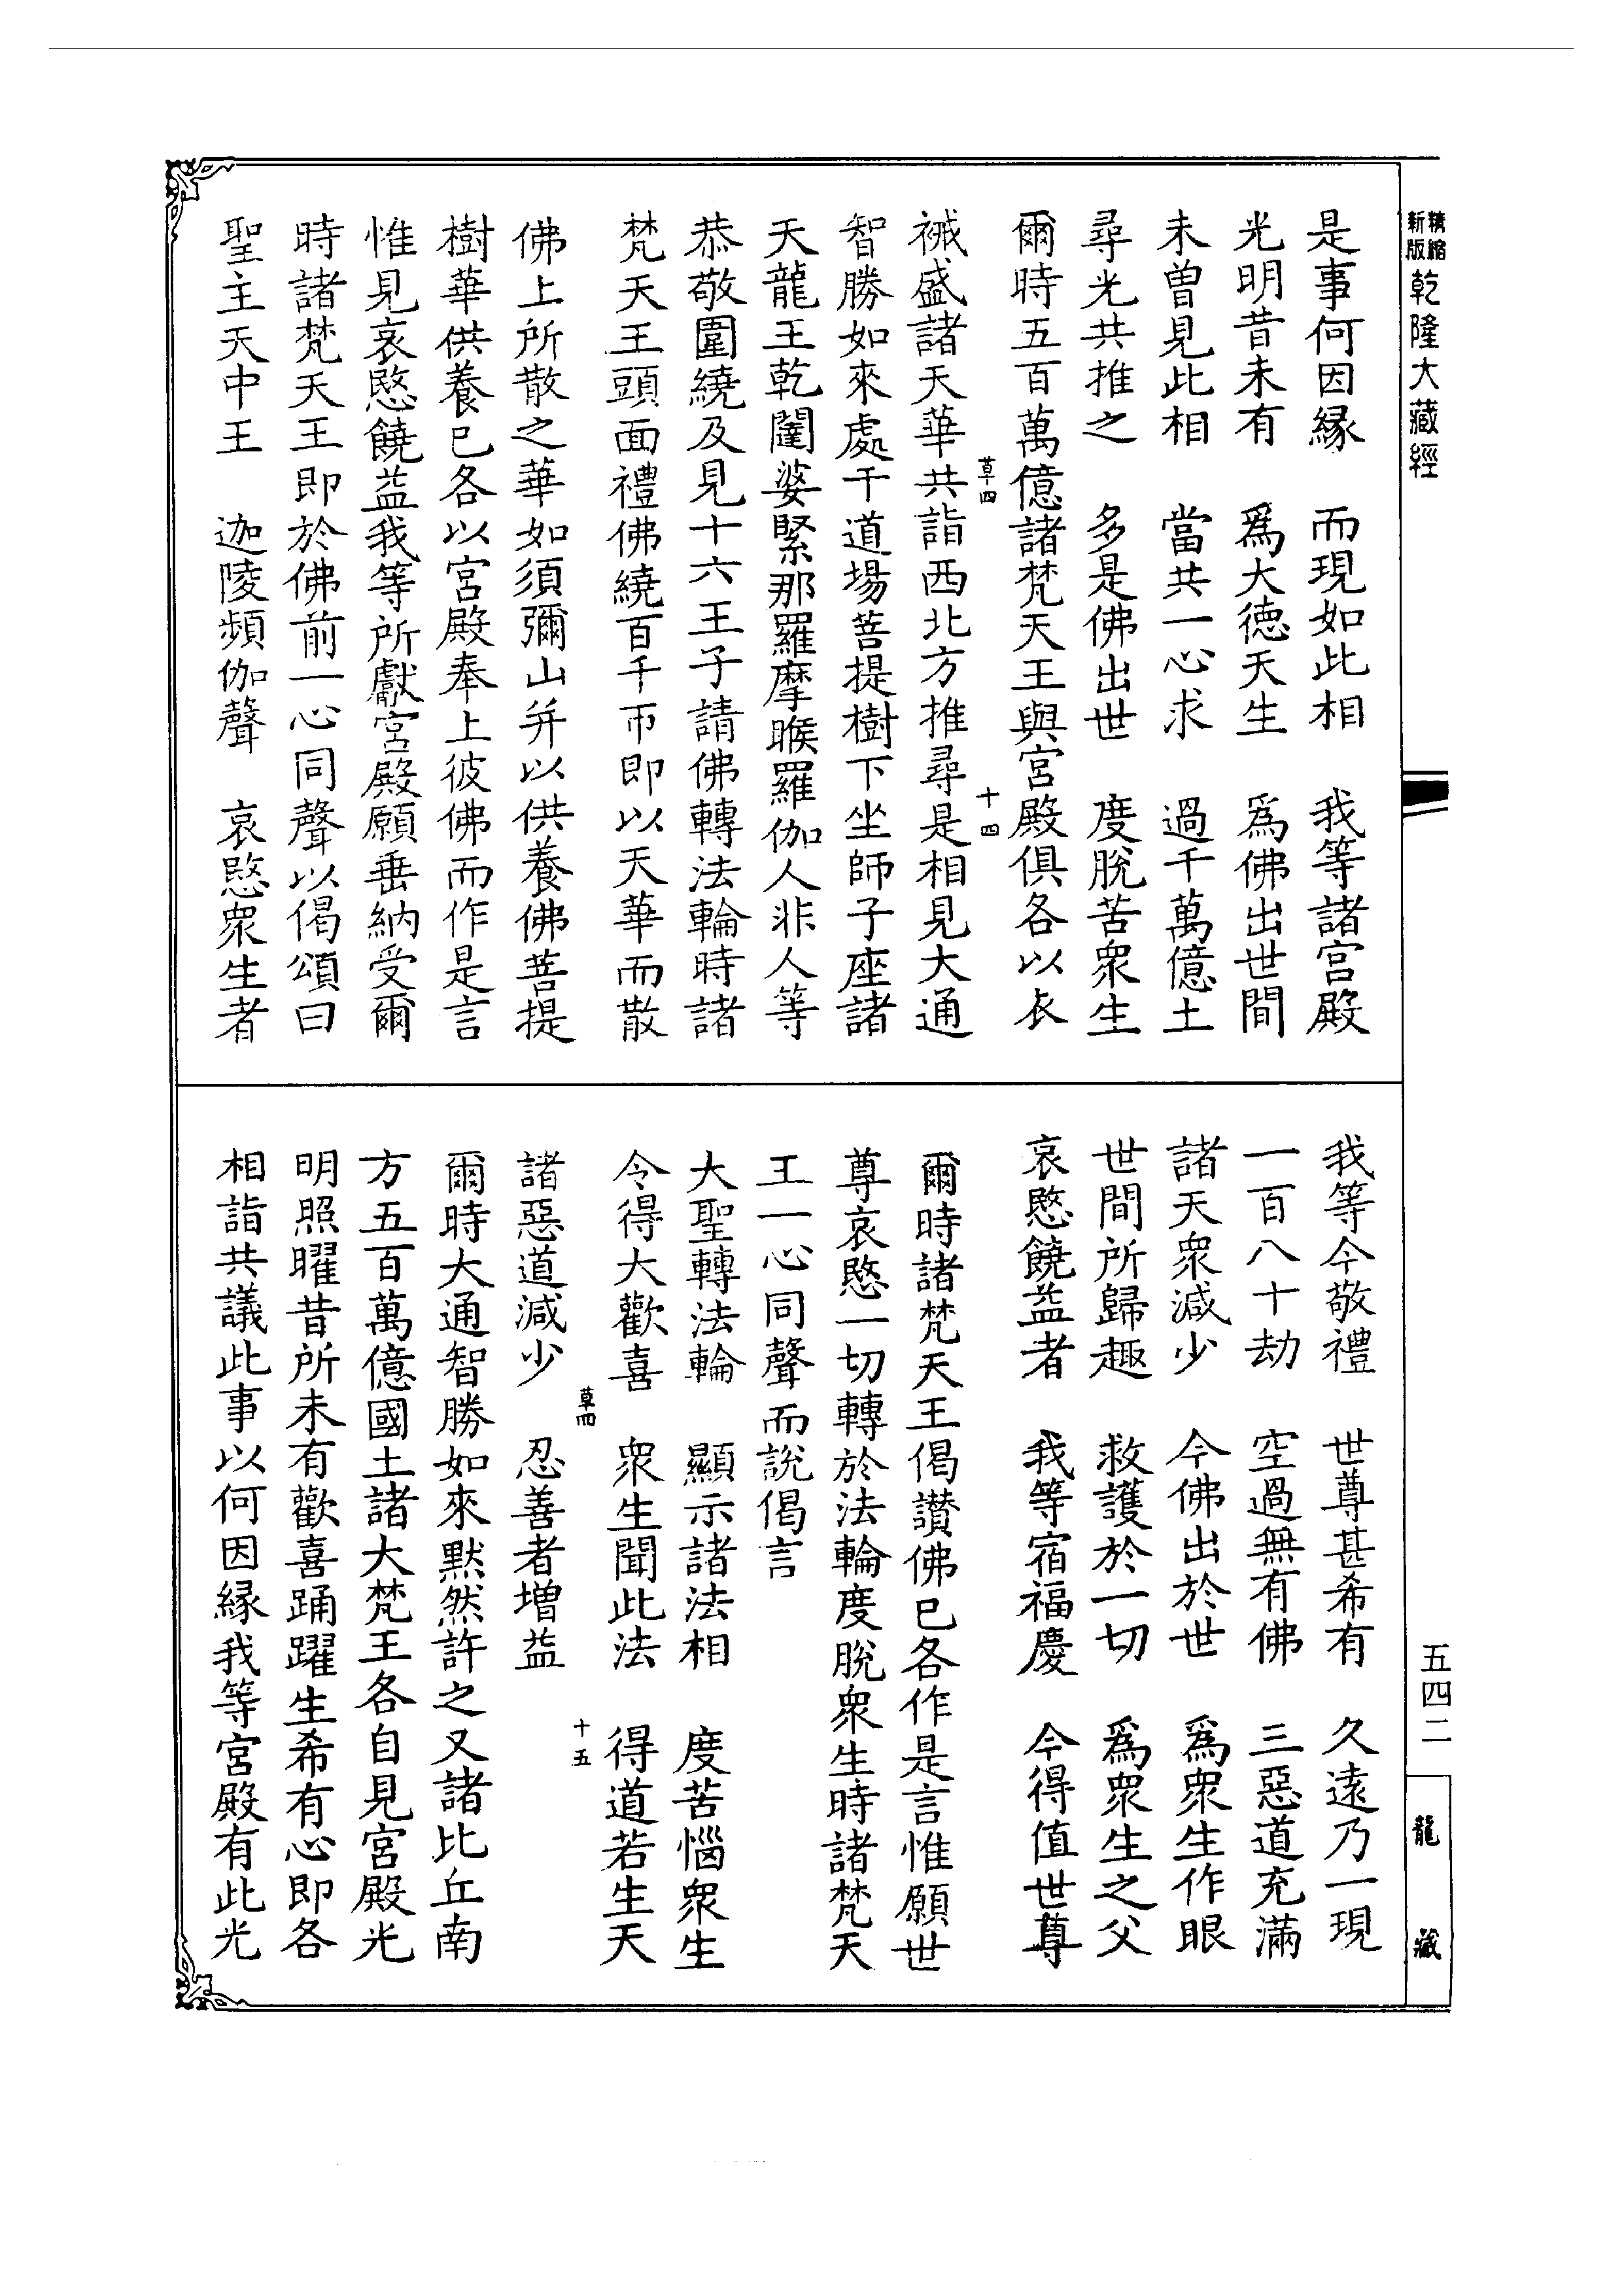 精縮新版 乾隆大藏經
是事何因緣　而現如此相　我等諸宮殿
光明昔未有　爲大德天生　爲佛出世間
未曾見此相　當共一心求　過千萬億土
尋光共推之　多是佛出世　度脫苦衆生
爾時五百萬億諸梵天王與宮殿俱各以衣
草四　十四
裓盛諸天華共詣西北方推尋是相見大通
智勝如來處于道場菩提樹下坐師子座諸
天龍王乾闥婆緊那羅摩睺羅伽人非人等
恭敬圍繞及見十六王子請佛轉法輪時諸
梵天王頭面禮佛繞百千帀即以天華而散
佛上所散之華如須彌山并以供養佛菩提
樹華供養已各以宮殿奉上彼佛而作是言
惟見哀愍饒益我等所獻宮殿願垂納受爾
時諸梵天王即於佛前一心同聲以偈頌曰
聖主天中王　迦陵頻伽聲　哀愍衆生者
我等今敬禮　世尊甚希有　久遠乃一現
一百八十劫　空過無有佛　三惡道充滿
諸天衆減少　今佛出於世　爲衆生作眼
世間所歸趣　救護於一切　爲衆生之父
哀愍饒益者　我等宿福慶　今得值世尊
爾時諸梵天王偈讚佛已各作是言惟願世
尊哀愍一切轉於法輪度脫衆生時諸梵天
王一心同聲而說偈言
大聖轉法輪　顯示諸法相　度苦惱衆生
令得大歡喜　衆生聞此法　得道若生天
草四　十五
諸惡道減少　忍善者增益
爾時大通智勝如來默然許之又諸比丘南
方五百萬億國土諸大梵王各自見宮殿光
明照曜昔所未有歡喜踊躍生希有心即各
相詣共議此事以何因緣我等宮殿有此光
五四二
龍藏